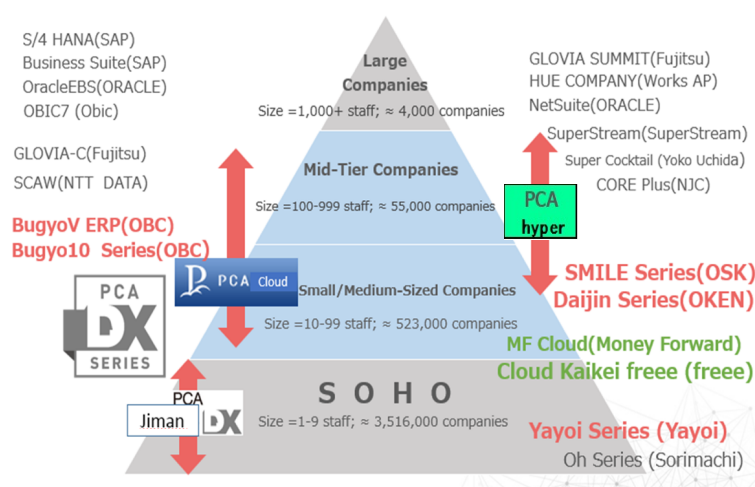 S/4 HANA(SAP)
Business Suite(SAP)
OracleEBS(ORACLE)
OBIC7 (Obic)
GLOVIA-C(Fujitsu)
SCAW(NTT DATA)
BugyoV ERP(OBC)
Bugyo10 Series(OBC)
PCA
DX
SERIES
Large
Companies
Size =1,000+ staff; ≈ 4,000 companies
Mid-Tier Companies
Size =100-999 staff; ≈ 55,000 companies
PCA Cloud
Small/Medium-Sized Companies
Size =10-99 staff; ≈ 523,000 companies
PCA
Jiman DX
S O H O
Size =1-9 staff; ≈ 3,516,000 companies
GLOVIA SUMMIT(Fujitsu)
HUE COMPANY(Works AP)
NetSuite(ORACLE)
SuperStream(SuperStream)
Super Cocktail (Yoko Uchida)
CORE Plus(NJC)
PCA
hyper
SMILE Series(OSK)
Daijin Series(OKEN)
MF Cloud(Money Forward)
Cloud Kaikei freee (freee)
Yayoi Series (Yayoi)
Oh Series (Sorimachi)